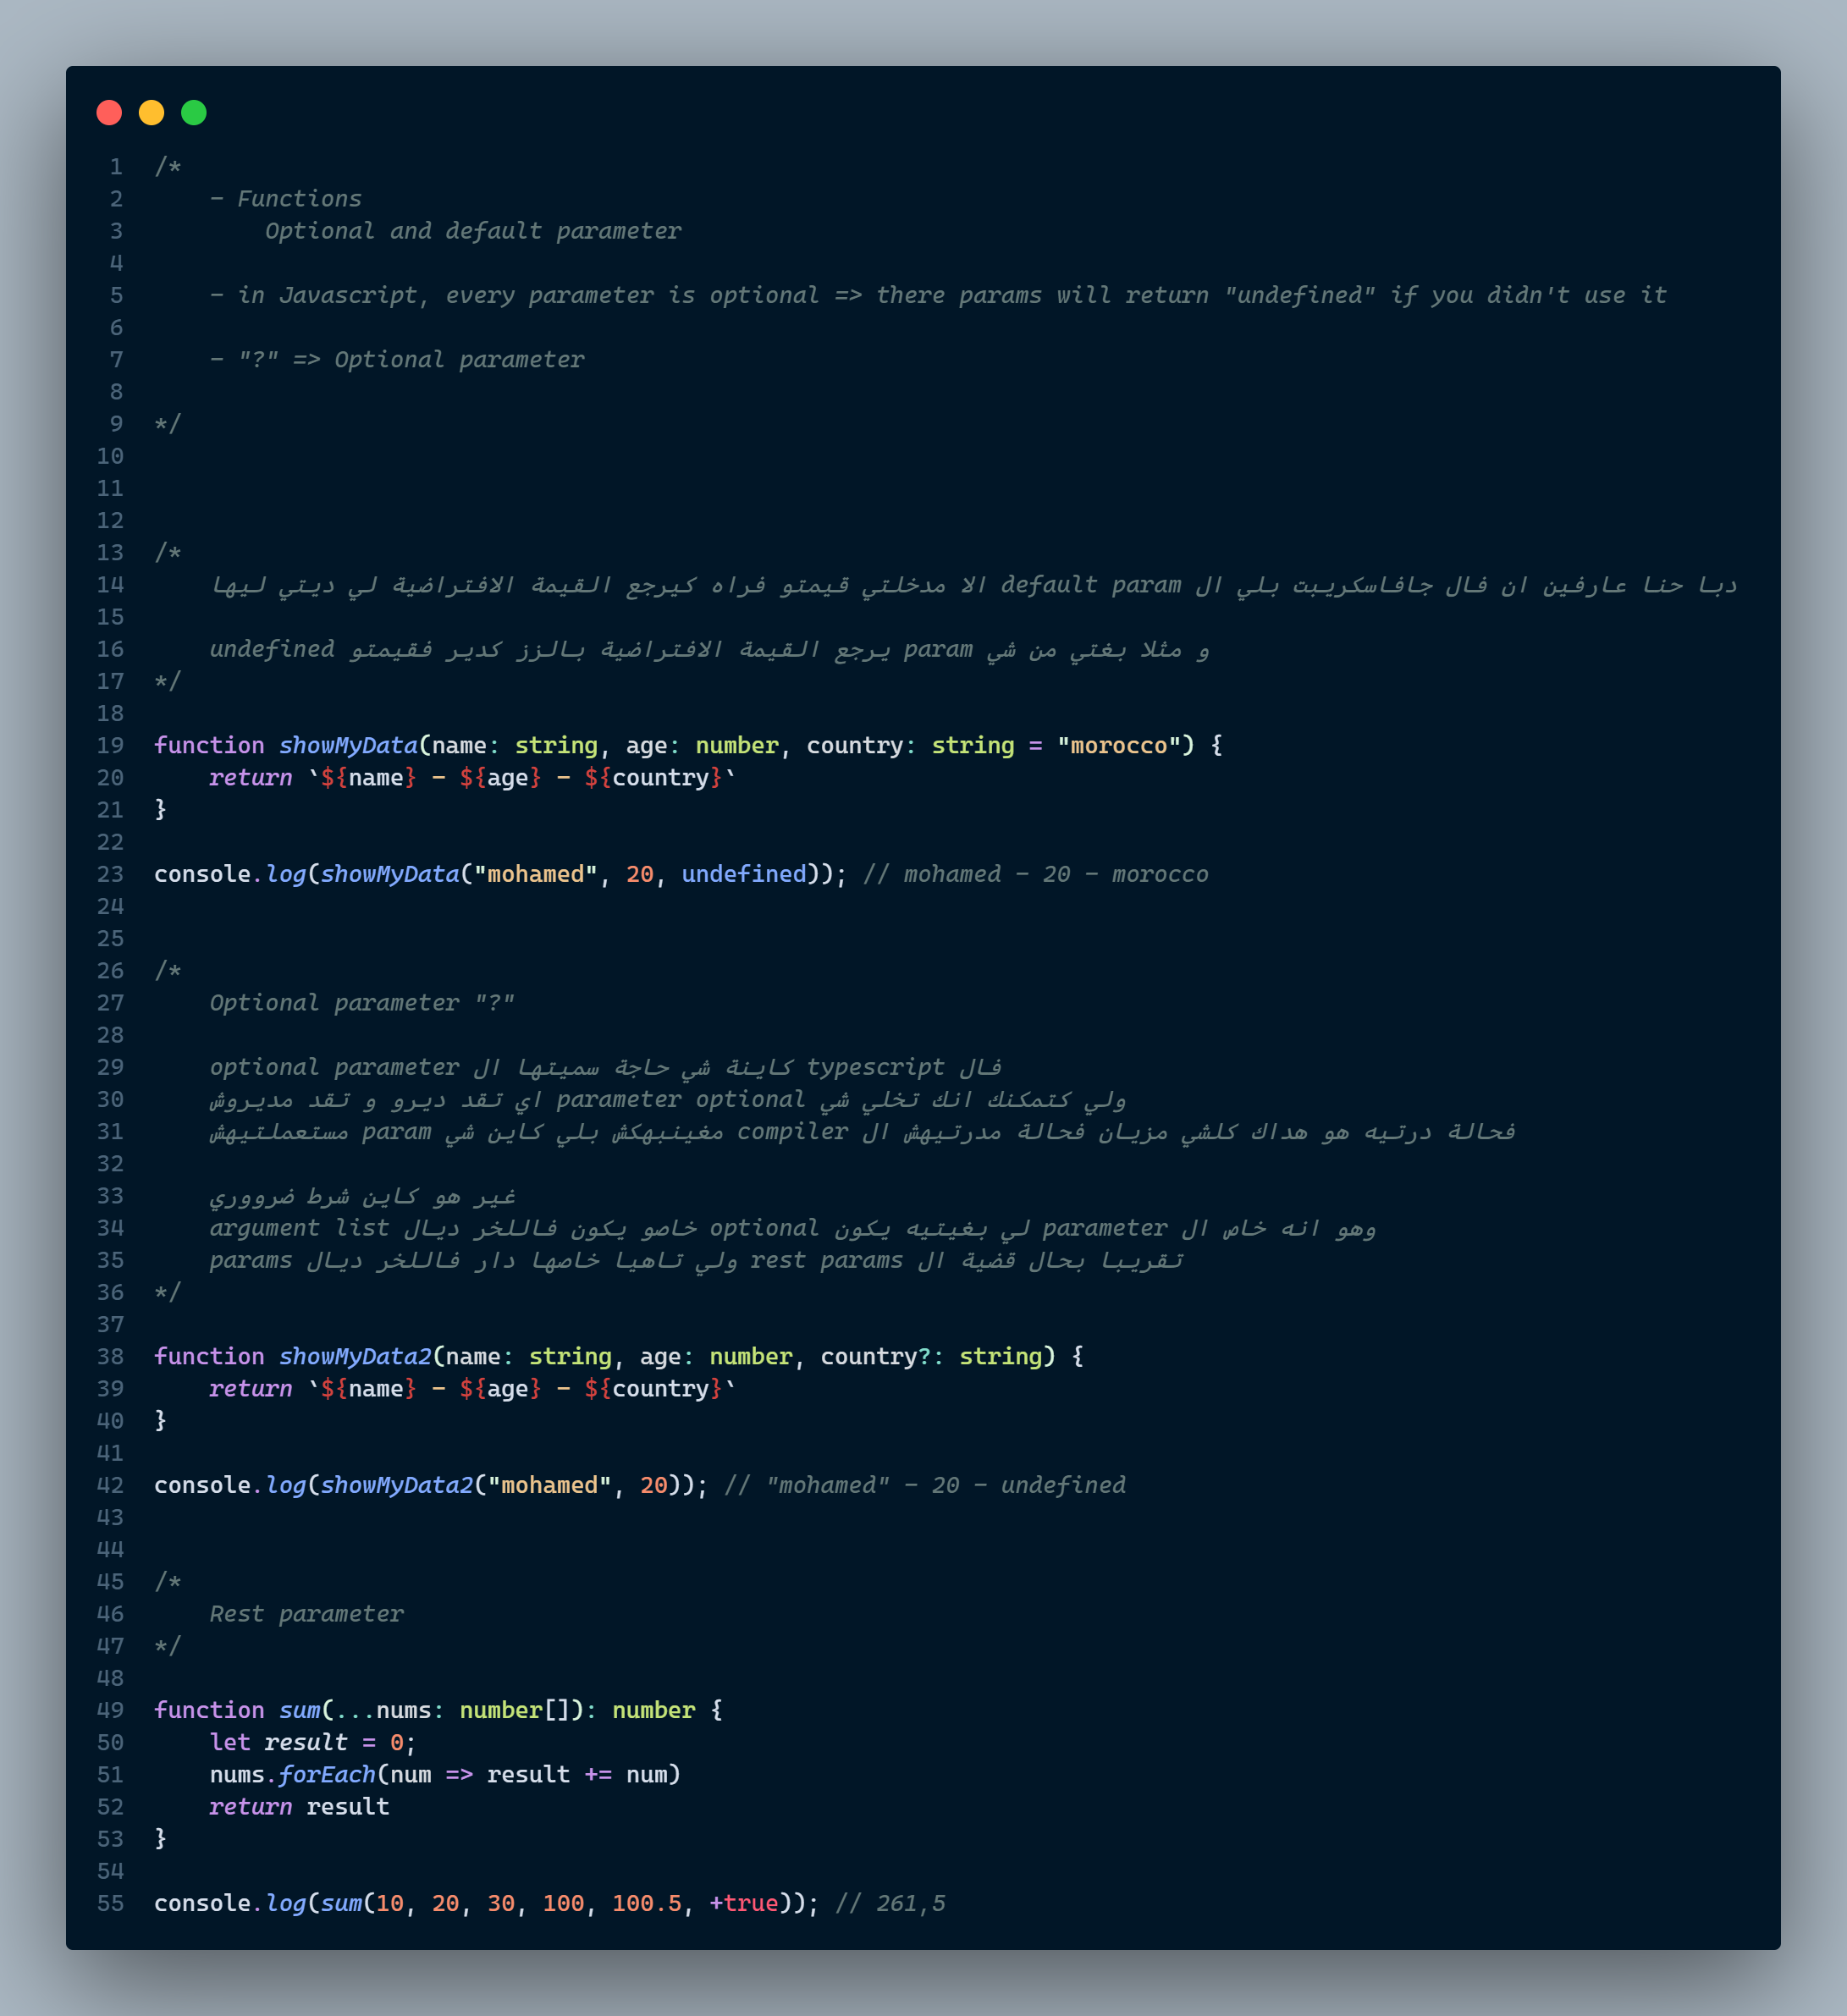 1 /*
2     - Functions
3         Optional and default parameter
4
5     - in Javascript, every parameter is optional => there params will return "undefined" if you didn't use it
6
7     - "?" => Optional parameter
8
9 */
10
11
12
13 /*
14     دبا حنا عارفين ان فال جافاسكريبت بلي ال default param الا مدخلتي قيمتو فراه كيرجع القيمة الافتراضية لي ديتي ليها
15
16     و مثلا بغتي من شي param يرجع القيمة الافتراضية بالزز كدير فقيمتو undefined
17 */
18
19 function showMyData(name: string, age: number, country: string = "morocco") {
20     return `${name} - ${age} - ${country}`
21 }
22
23 console.log(showMyData("mohamed", 20, undefined)); // mohamed - 20 - morocco
24
25
26 /*
27     Optional parameter "?"
28
29     فال typescript كاينة شي حاجة سميتها ال optional parameter
30     ولي كتمكنك انك تخلي شي parameter optional اي تقد ديرو و تقد مديروش
31     فحالة درتيه هو هداك كلشي مزيان فحالة مدرتيهش ال compiler مغينبهكش بلي كاين شي param مستعملتيهش
32
33     غير هو كاين شرط ضرووري
34     وهو انه خاص ال parameter لي بغيتيه يكون optional خاصو يكون فاللخر ديال argument list
35     تقريبا بحال قضية ال rest params ولي تاهيا خاصها دار فاللخر ديال params
36 */
37
38 function showMyData2(name: string, age: number, country?: string) {
39     return `${name} - ${age} - ${country}`
40 }
41
42 console.log(showMyData2("mohamed", 20)); // "mohamed" - 20 - undefined
43
44
45 /*
46     Rest parameter
47 */
48
49 function sum(...nums: number[]): number {
50     let result = 0;
51     nums.forEach(num => result += num)
52     return result
53 }
54
55 console.log(sum(10, 20, 30, 100, 100.5, +true)); // 261,5